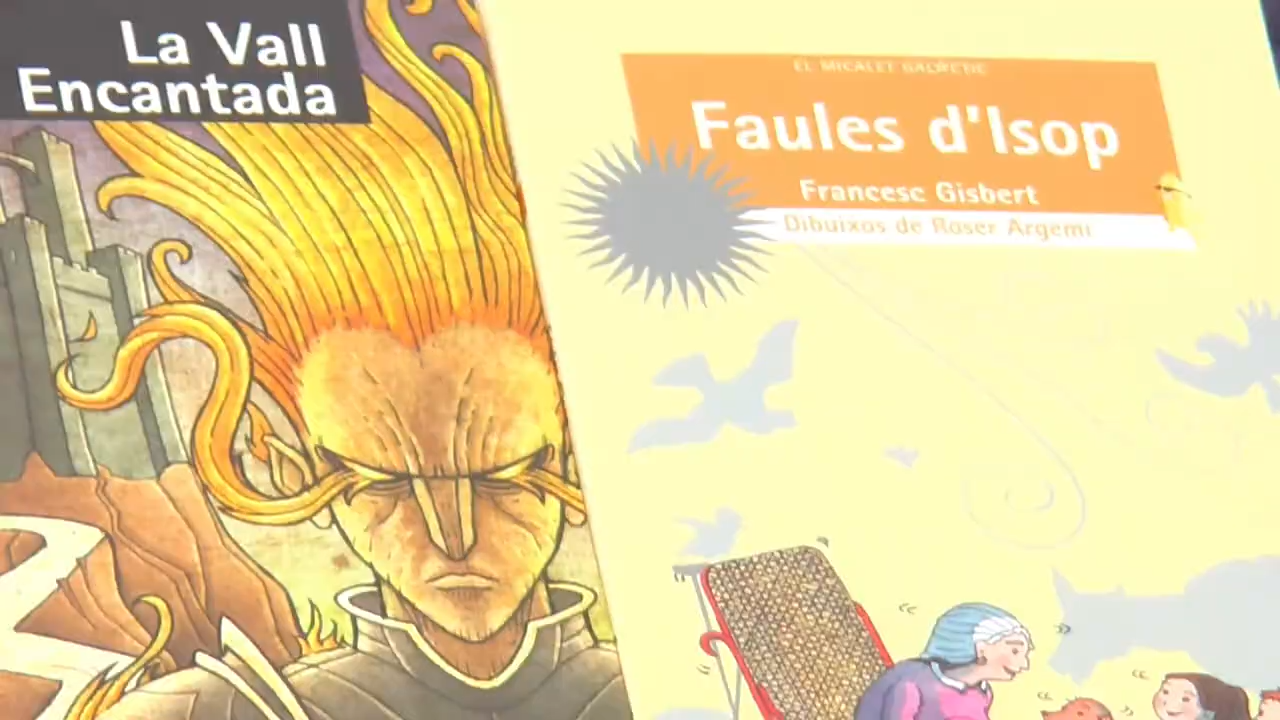 La Vall
Encantada
EL MICALET GALÀCTIC
Faules d'Isop
Francesc Gisbert
Dibuixos de Roser Argemí